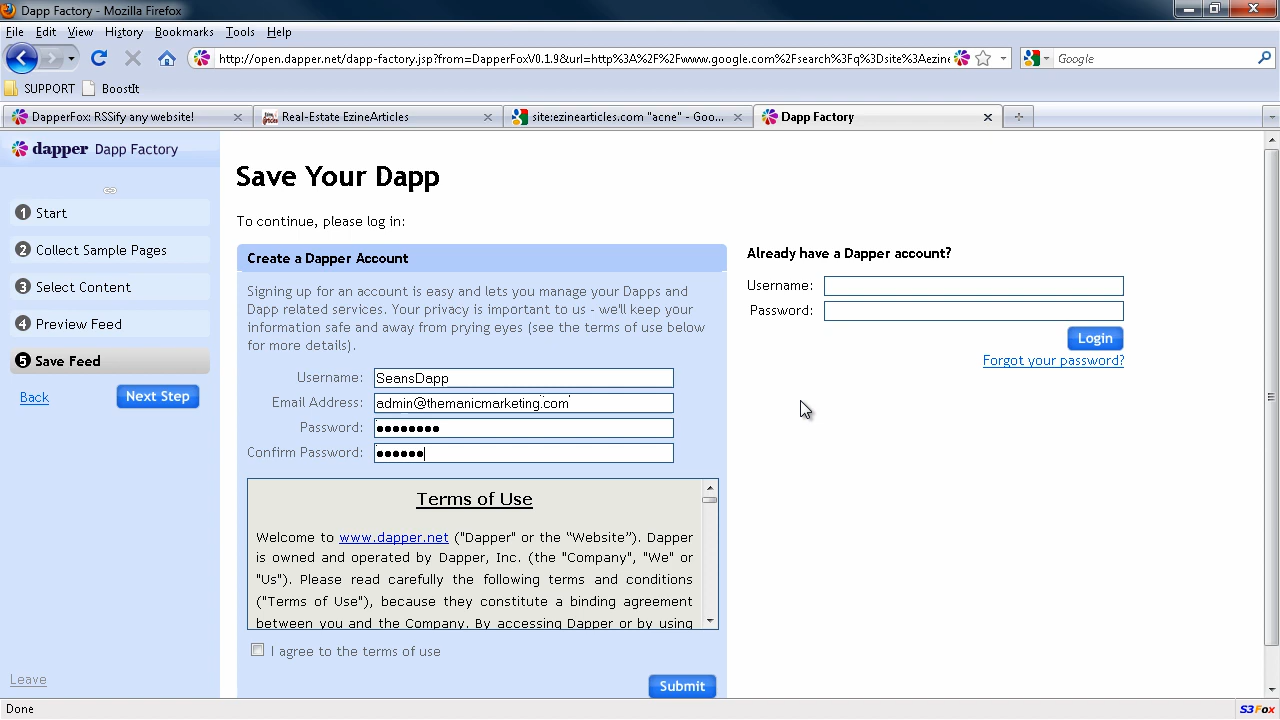 Dapp Factory - Mozilla Firefox
File Edit View History Bookmarks Tools Help
http://open.dapper.net/dapp-factory.jsp?from=DapperFoxV0.1.9&url=http%3A%2F%2Fwww.google.com%2Fsearch%3Fq%3Dsite%3Aezine
Google
SUPPORT BoostIt
Dapper Fox: RSSify any website!
Real-Estate EzineArticles
site:ezinearticles.com "acne" - Goo...
Dapp Factory
dapper Dapp Factory
1 Start
2 Collect Sample Pages
3 Select Content
4 Preview Feed
5 Save Feed
Back
Next Step
Leave
Save Your Dapp
To continue, please log in:
Create a Dapper Account
Signing up for an account is easy and lets you manage your Dapps and
Dapp related services. Your privacy is important to us - we'll keep your
information safe and away from prying eyes (see the terms of use below
for more details).
Username: SeansDapp
Email Address: admin@themanicmarketing.com
Password: ●●●●●●●●
Confirm Password: ●●●●●●
Terms of Use
Welcome to www.dapper.net ("Dapper" or the “Website”). Dapper
is owned and operated by Dapper, Inc. (the "Company", "We" or
"Us"). Please read carefully the following terms and conditions
("Terms of Use"), because they constitute a binding agreement
between you and the Company. By accessing Dapper or by using
I agree to the terms of use
Submit
Already have a Dapper account?
Username:
Password:
Login
Forgot your password?
Done
S3Fox